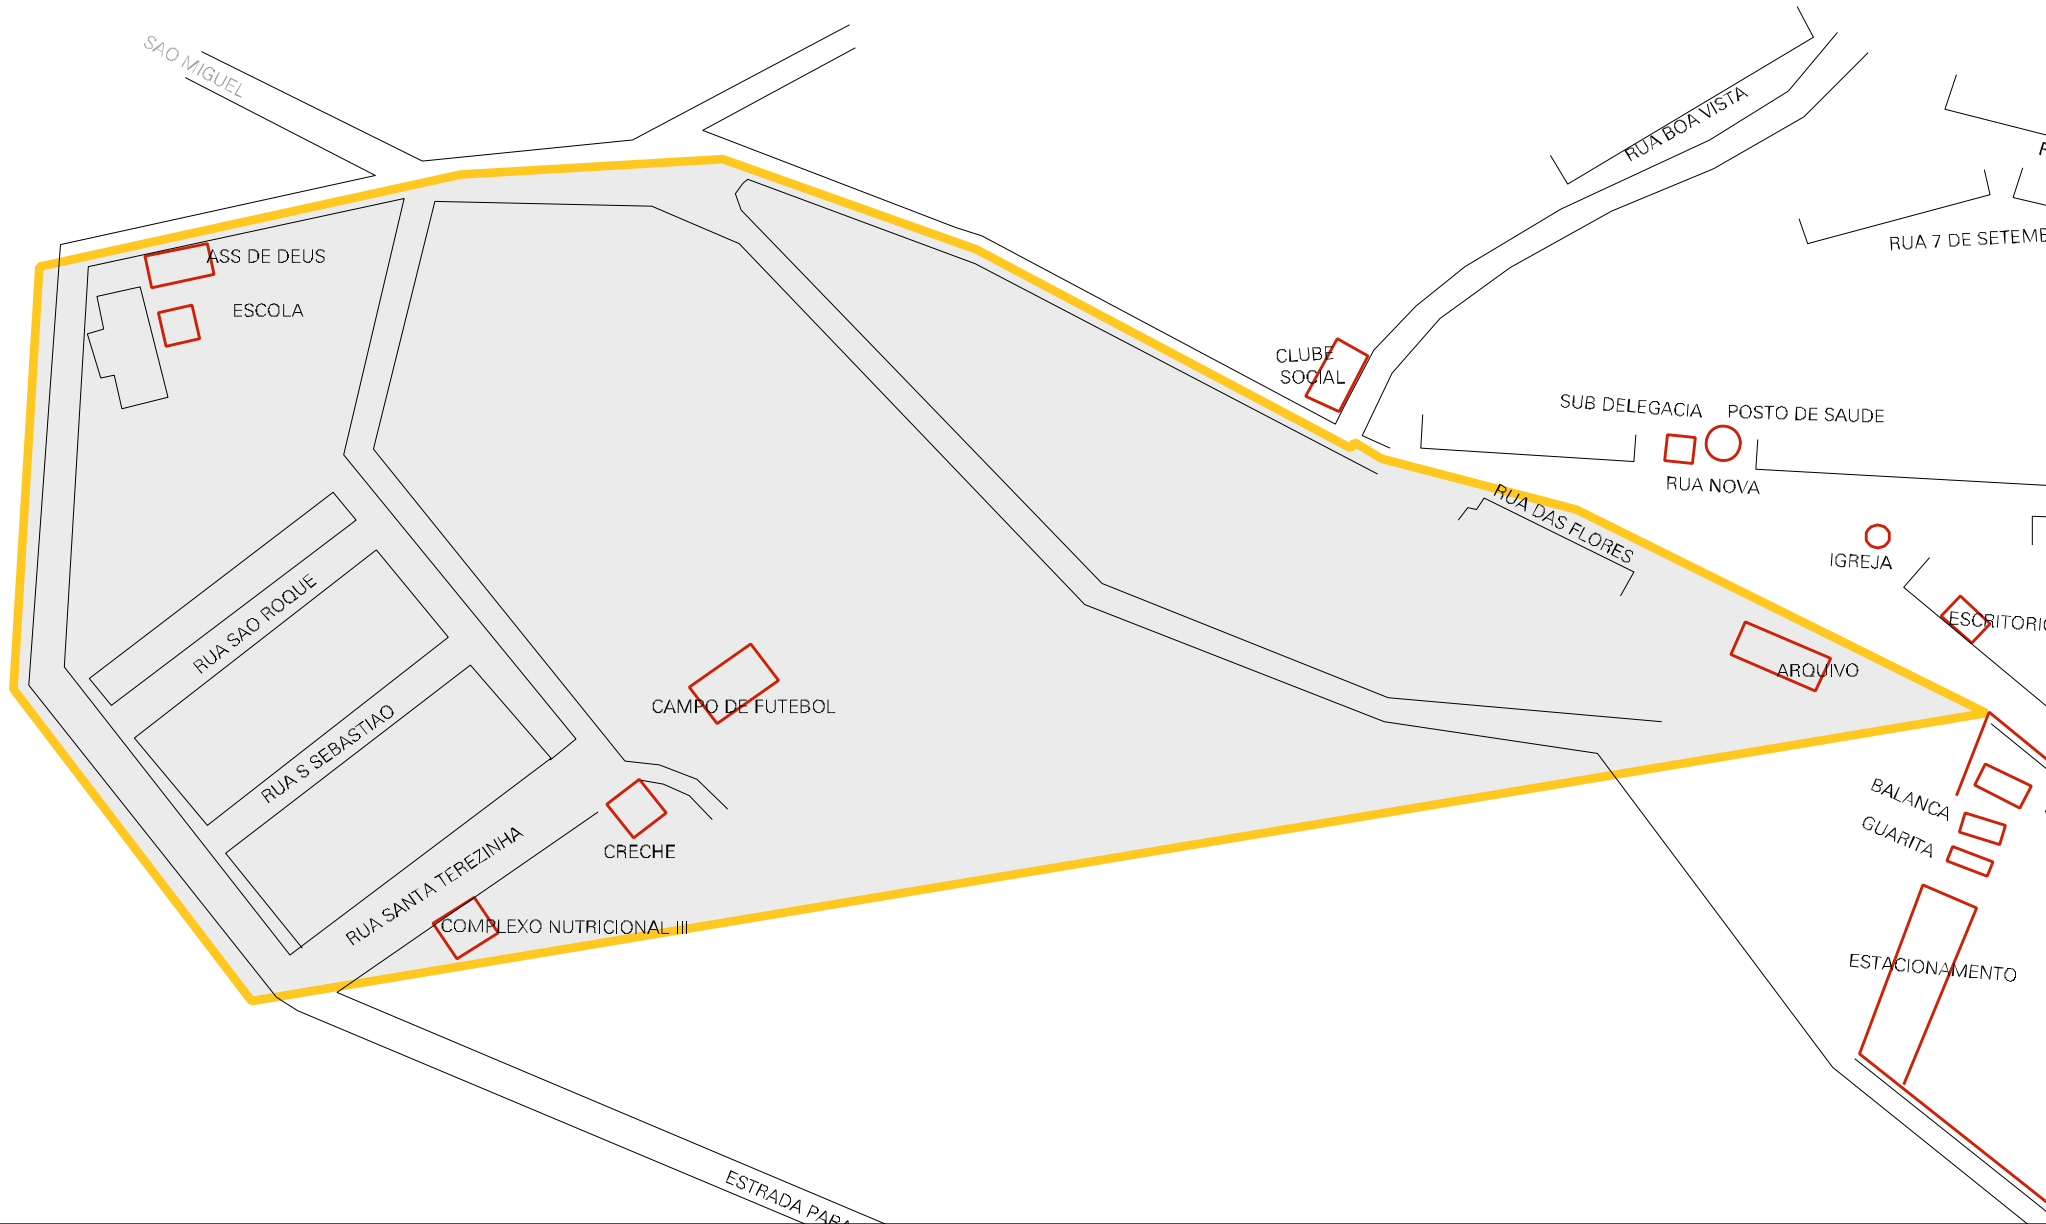 SAO MIGUEL
RUA BOA VISTA
RUA 7 DE SETEMB
ASS DE DEUS
ESCOLA
CLUBE
SOCIAL
SUB DELEGACIA
POSTO DE SAUDE
RUA NOVA
RUA DAS FLORES
IGREJA
ESCRITORIO
ARQUIVO
RUA SAO ROQUE
RUA S SEBASTIAO
CAMPO DE FUTEBOL
BALANCA
GUARITA
CRECHE
RUA SANTA TEREZINHA
COMPLEXO NUTRICIONAL III
ESTACIONAMENTO
ESTRADA PARA